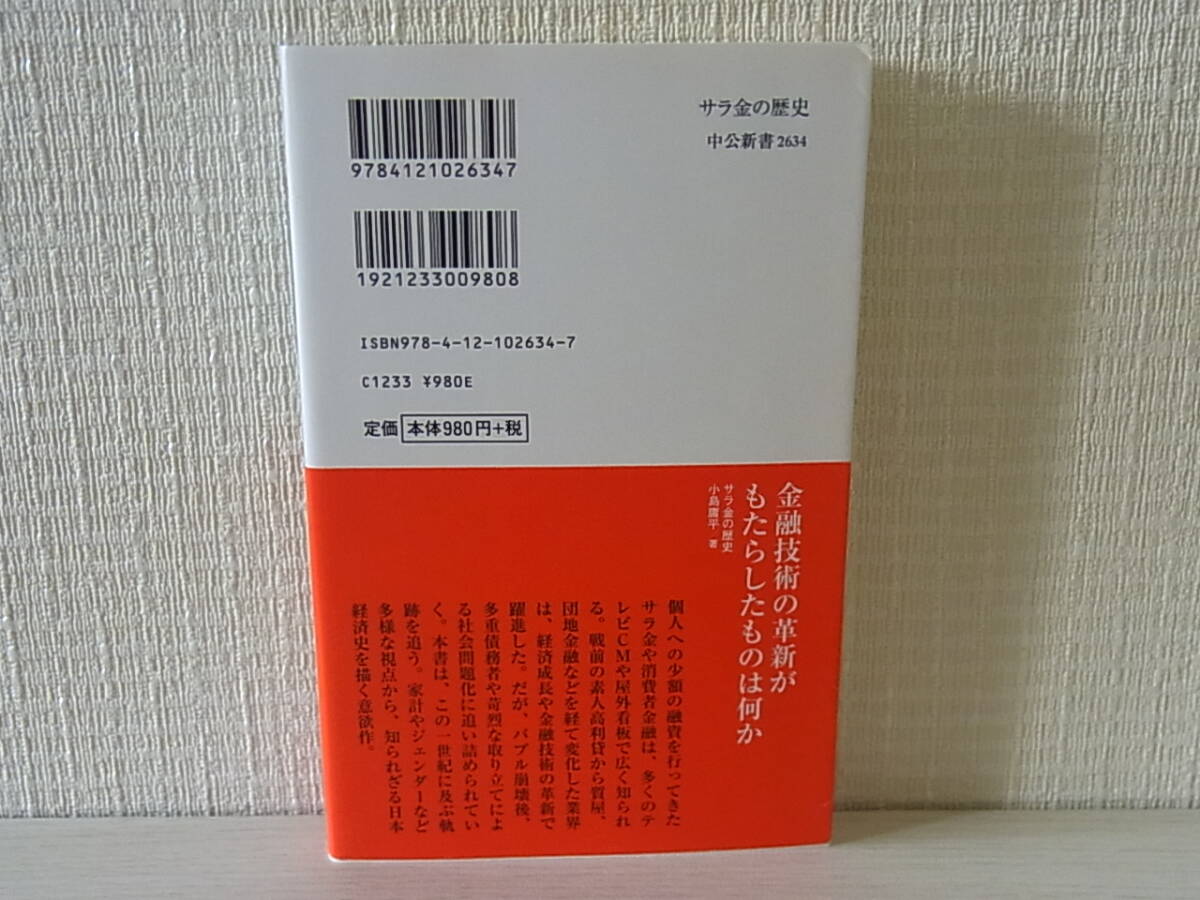 サラ金の歴史
中公新書 2634
9784121026347
1921233009808
ISBN978-4-12-102634-7
C1233 ¥980E
定価 本体980円+税
金融技術の革新が
もたらしたものは何か
サラ金の歴史
小島庸平/著
個人への少額の融資を行ってきた
サラ金や消費者金融は、多くのテ
レビCMや屋外看板で広く知られ
る。戦前の素人高利貸から質屋、
団地金融などを経て変化した業界
は、経済成長や金融技術の革新で
躍進した。だが、バブル崩壊後、
多重債務者や苛烈な取り立てによ
る社会問題化に追い詰められてい
く。本書は、この一世紀に及ぶ軌
跡を追う。家計やジェンダーなど
多様な視点から、知られざる日本
経済史を描く意欲作。